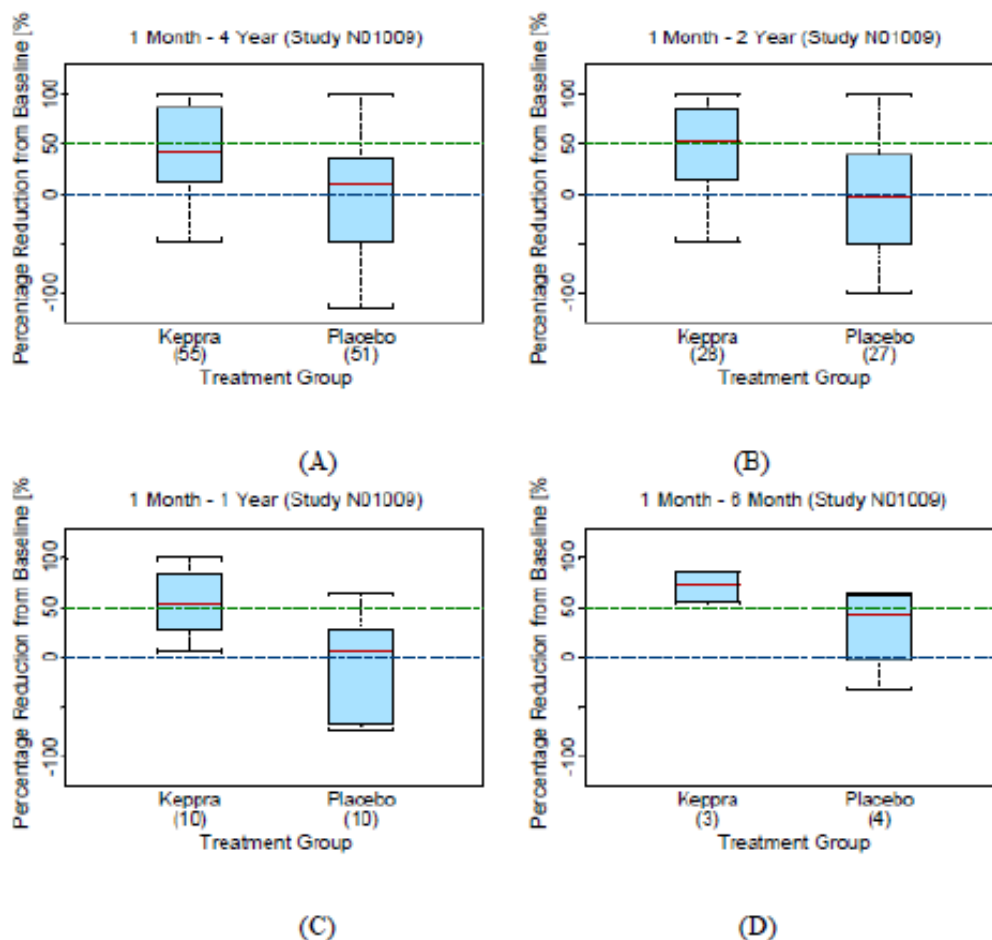 1 Month - 4 Year (Study N01009)
Percentage Reduction from Baseline [%
100
50
0
-100
Keppra
(55)
Placebo
(51)
Treatment Group
(A)
1 Month - 2 Year (Study N01009)
Percentage Reduction from Baseline [%
100
50
0
-100
Keppra
(28)
Placebo
(27)
Treatment Group
(B)
1 Month - 1 Year (Study N01009)
Percentage Reduction from Baseline [%
100
50
0
-100
Keppra
(10)
Placebo
(10)
Treatment Group
(C)
1 Month - 6 Month (Study N01009)
Percentage Reduction from Baseline [%
100
50
0
-100
Keppra
(3)
Placebo
(4)
Treatment Group
(D)